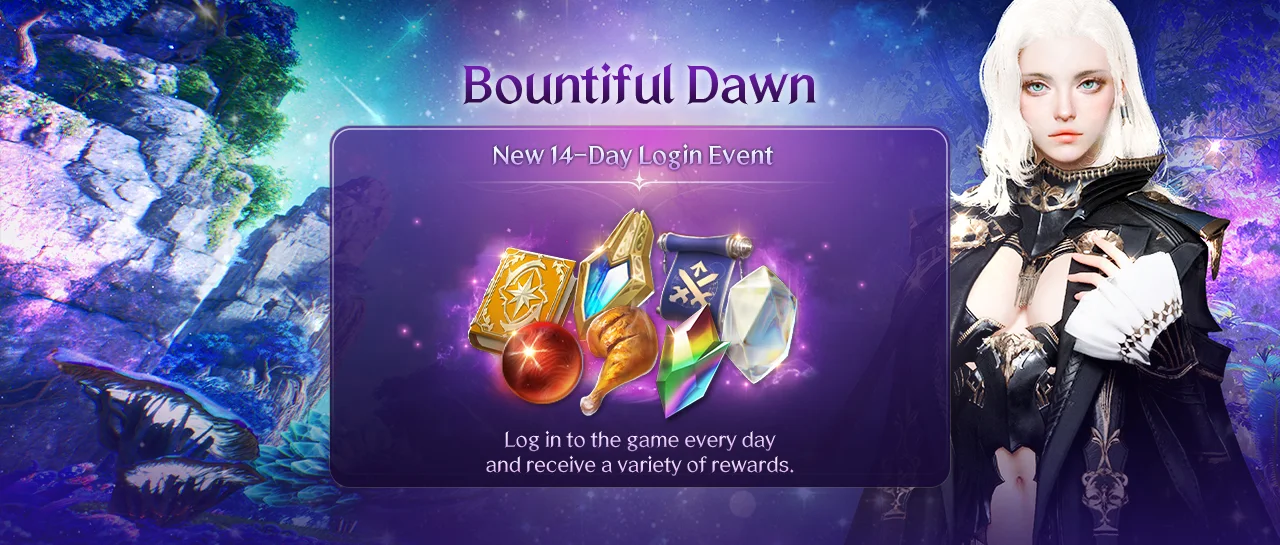 Bountiful Dawn
New 14-Day Login Event
Log in to the game every day
and receive a variety of rewards.